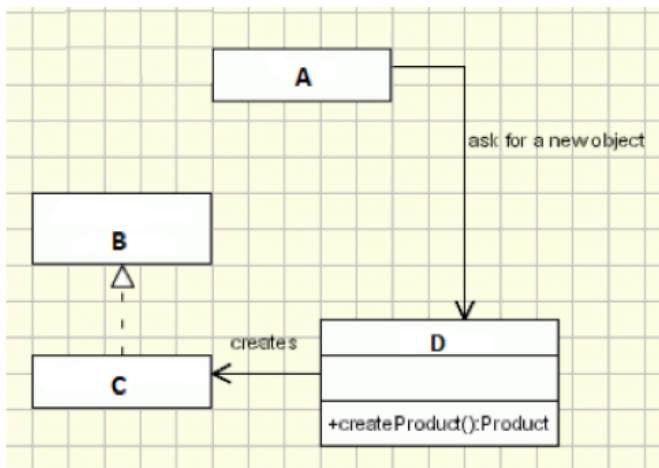 A
ask for a new object
B
creates
D
C
+createProduct():Product